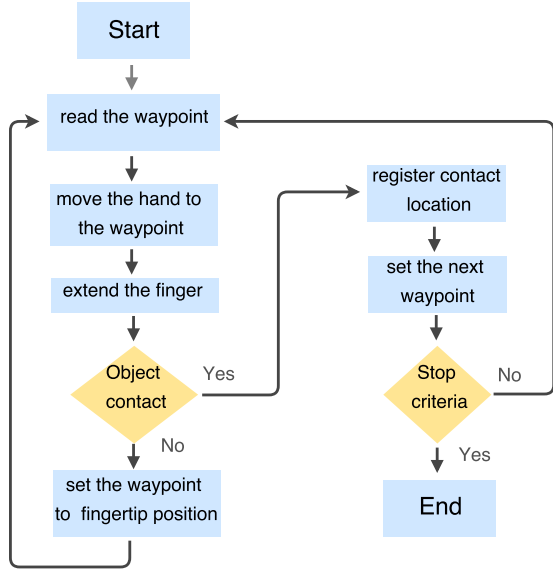 Start
read the waypoint
move the hand to
the waypoint
extend the finger
Object
contact
Yes
No
set the waypoint
to fingertip position
register contact
location
set the next
waypoint
Stop
criteria
No
Yes
End